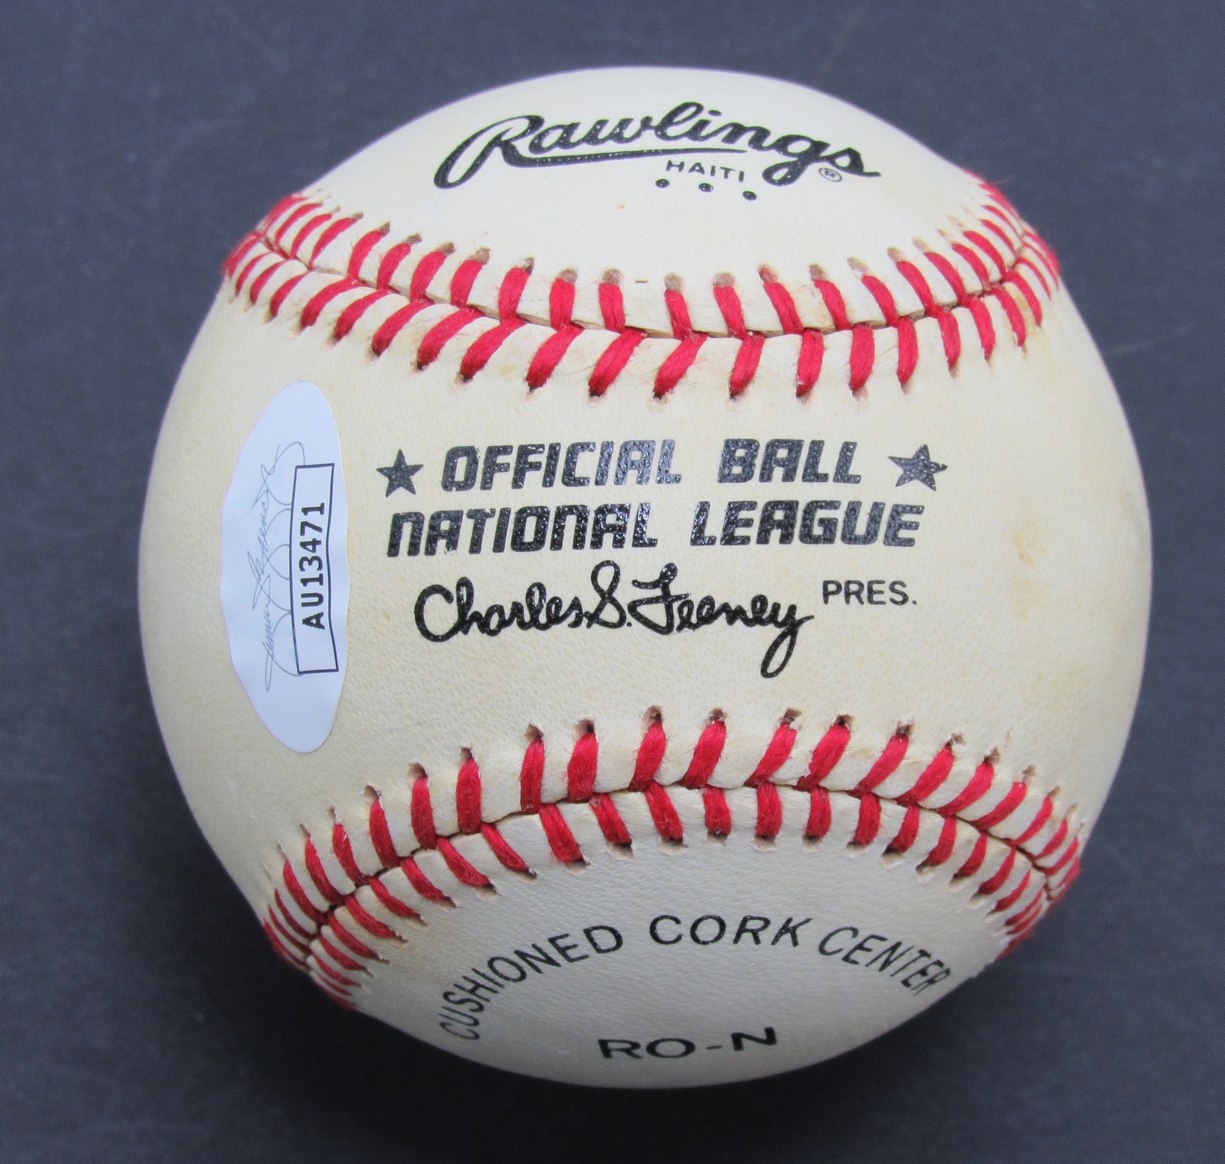 Rawlings ®
HAITI
OFFICIAL BALL
NATIONAL LEAGUE
Charles S. Feeney PRES.
AU13471
CUSHIONED CORK CENTER
RO-N